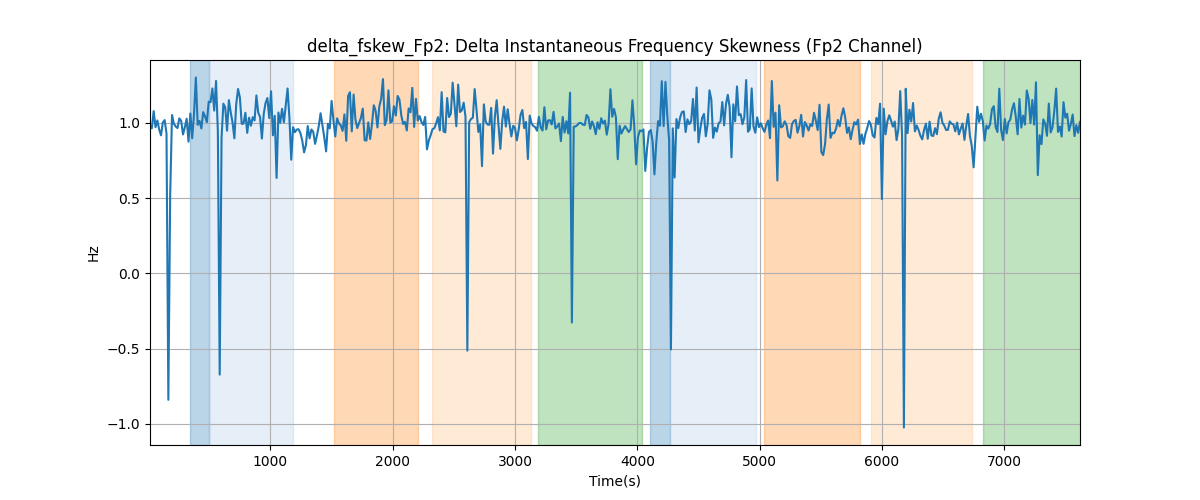 delta_fskew_Fp2: Delta Instantaneous Frequency Skewness (Fp2 Channel)
1.0
0.5
0.0
−0.5
−1.0
Hz
1000 2000 3000 4000 5000 6000 7000
Time(s)